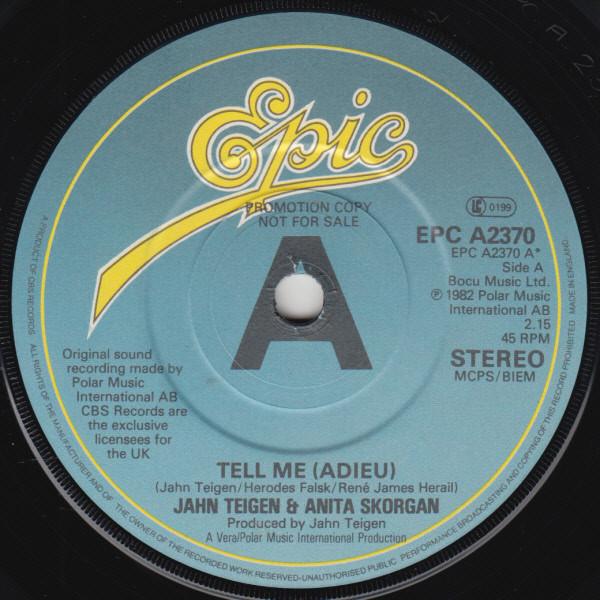 Epic
PROMOTION COPY
NOT FOR SALE
LC 0199
EPC A2370
EPC A2370 A*
Side A
Bocu Music Ltd.
℗ 1982 Polar Music
International AB
2.15
45 RPM
STEREO
MCPS/BIEM
A
Original sound
recording made by
Polar Music
International AB
CBS Records are
the exclusive
licensees for
the UK
TELL ME (ADIEU)
(Jahn Teigen/Herodes Falsk/René James Herail)
JAHN TEIGEN & ANITA SKORGAN
Produced by Jahn Teigen
A Vera/Polar Music International Production
A PRODUCT OF CBS RECORDS ALL RIGHTS OF THE MANUFACTURER AND OF THE OWNER OF THE RECORDED WORK RESERVED-UNAUTHORISED PUBLIC PERFORMANCE BROADCASTING AND COPYING OF THIS RECORD PROHIBITED MADE IN ENGLAND